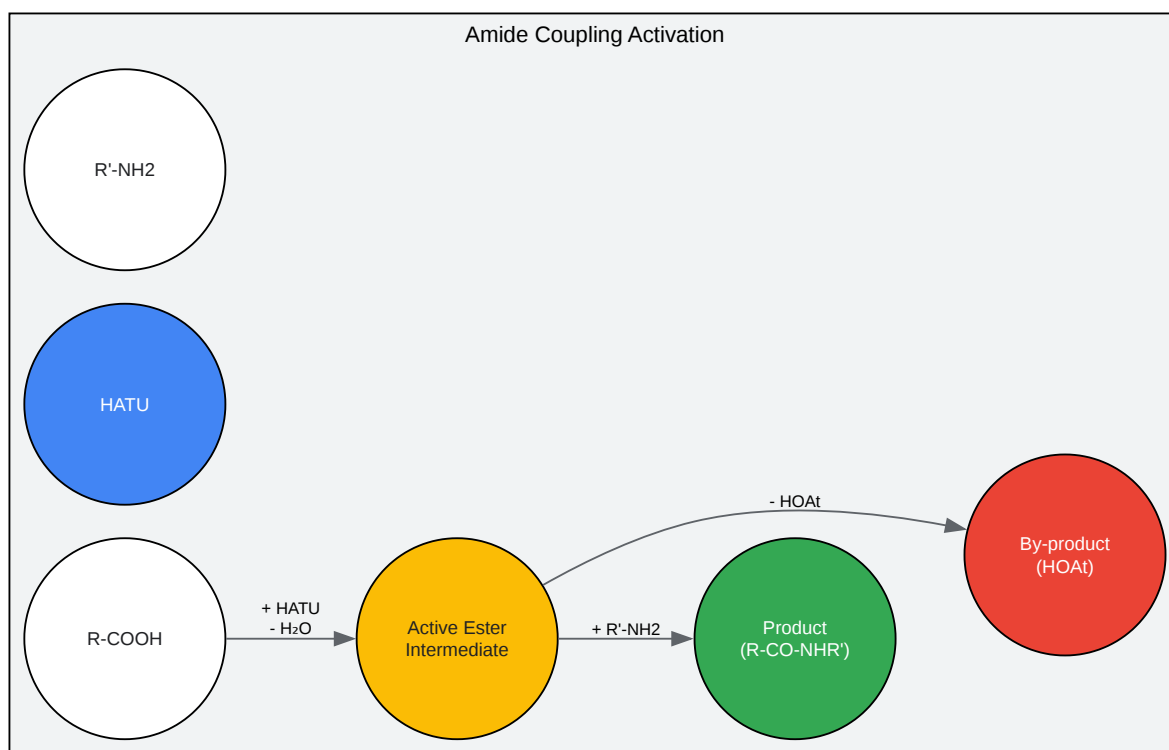 Amide Coupling Activation
R'-NH2
HATU
- HOAt
By-product
(HOAt)
R-COOH
+ HATU
- H₂O
Active Ester
Intermediate
+ R'-NH2
Product
(R-CO-NHR')